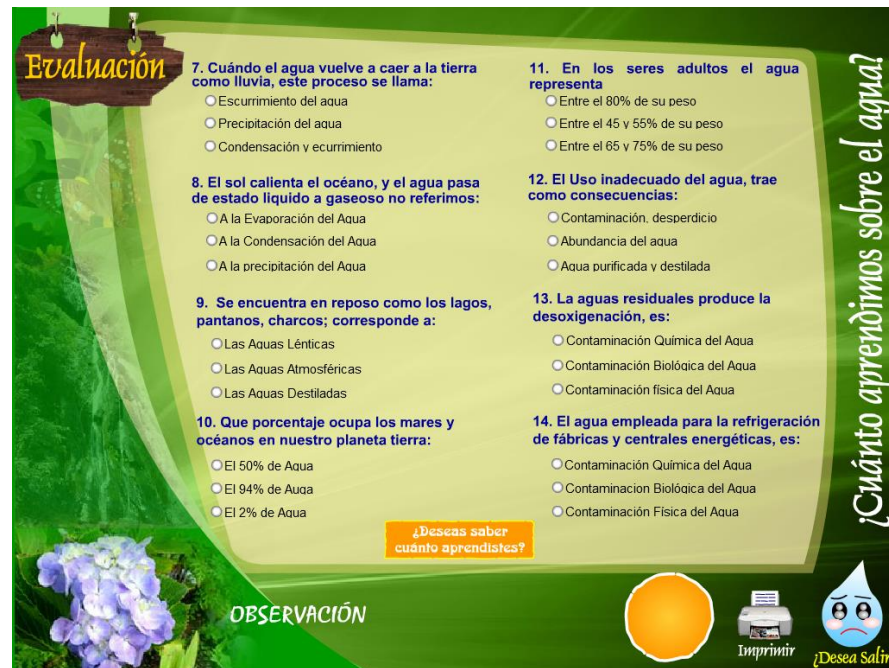 Evaluación
7. Cuándo el agua vuelve a caer a la tierra
como lluvia, este proceso se llama:
Escurrimiento del agua
Precipitación del agua
Condensación y ecurrimiento
8. El sol calienta el océano, y el agua pasa
de estado liquido a gaseoso no referimos:
A la Evaporación del Agua
A la Condensación del Agua
A la precipitación del Agua
9. Se encuentra en reposo como los lagos,
pantanos, charcos; corresponde a:
Las Aguas Lénticas
Las Aguas Atmosféricas
Las Aguas Destiladas
10. Que porcentaje ocupa los mares y
océanos en nuestro planeta tierra:
El 50% de Agua
El 94% de Auga
El 2% de Agua
11. En los seres adultos el agua
representa
Entre el 80% de su peso
Entre el 45 y 55% de su peso
Entre el 65 y 75% de su peso
12. El Uso inadecuado del agua, trae
como consecuencias:
Contaminación, desperdicio
Abundancia del agua
Agua purificada y destilada
13. La aguas residuales produce la
desoxigenación, es:
Contaminación Química del Agua
Contaminación Biológica del Agua
Contaminación física del Agua
14. El agua empleada para la refrigeración
de fábricas y centrales energéticas, es:
Contaminación Química del Agua
Contaminacion Biológica del Agua
Contaminación Física del Agua
¿Deseas saber
cuánto aprendistes?
¿Cuánto aprendimos sobre el agua?
OBSERVACIÓN
Imprimir
¿Desea Salir